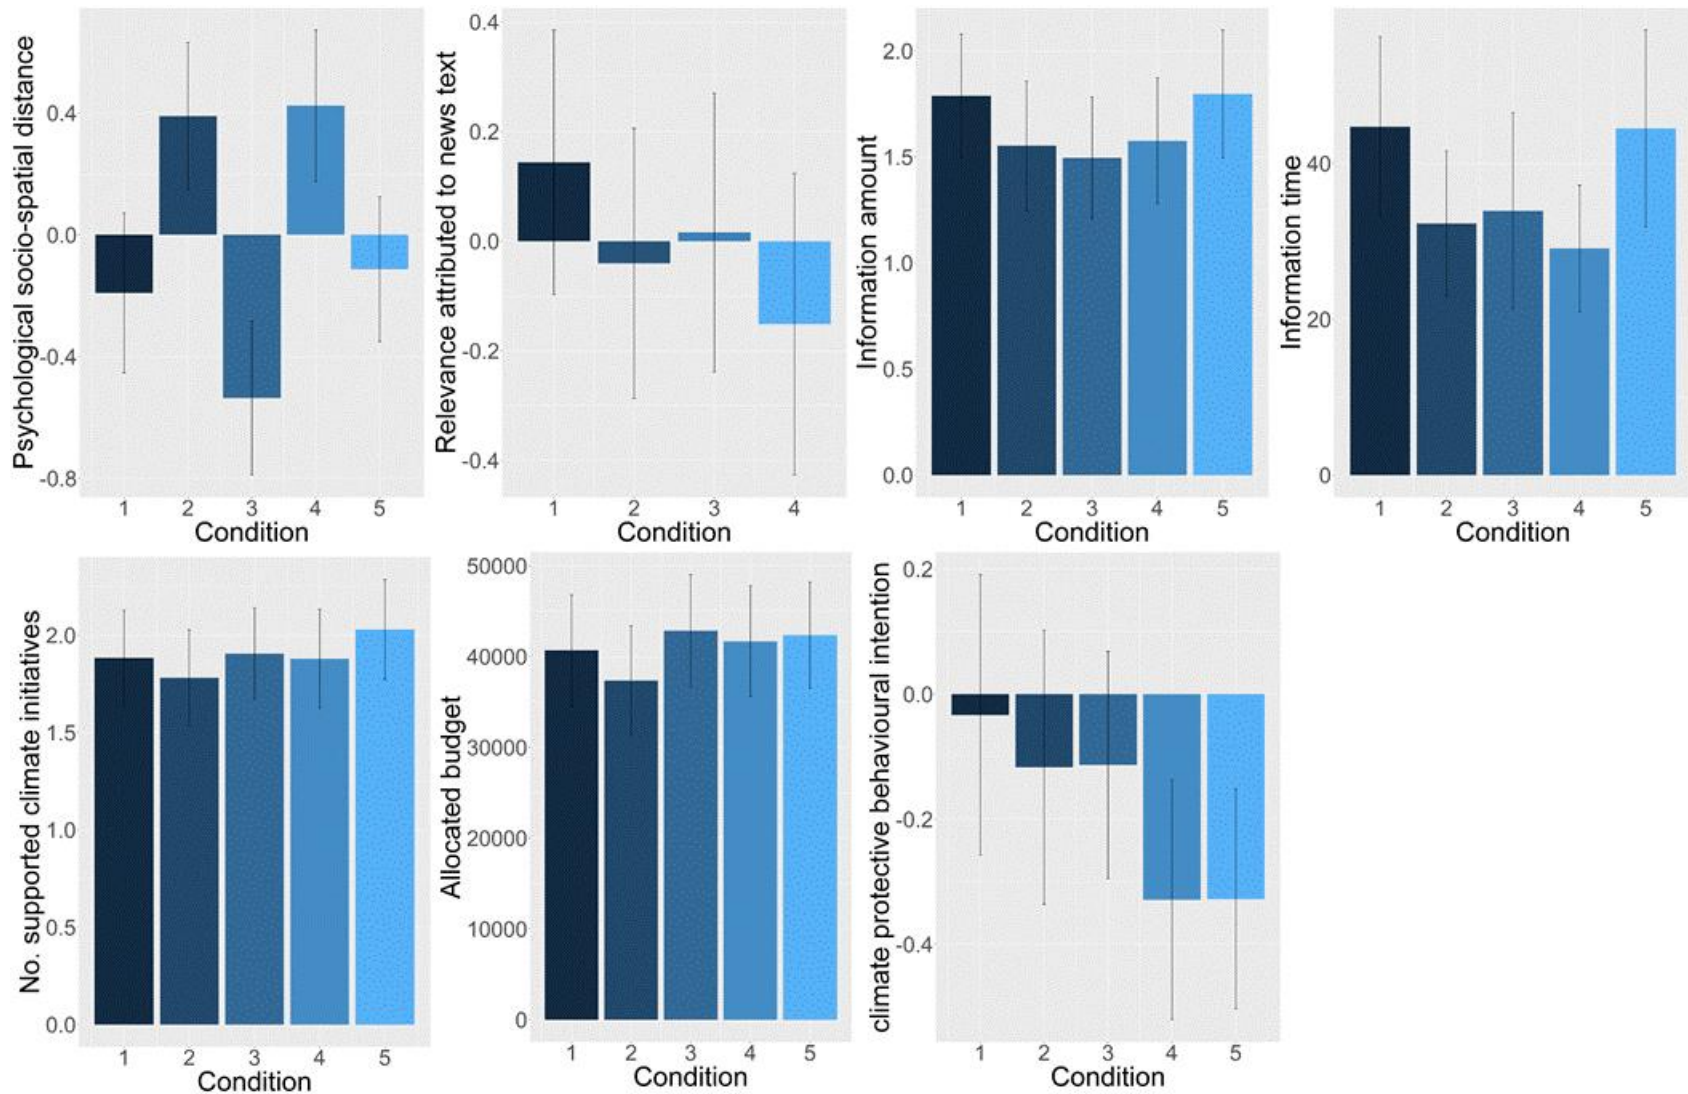 Psychological socio-spatial distance
0.4
0.0
-0.4
-0.8
1 2 3 4 5
Condition
Relevance attributed to news text
0.4
0.2
0.0
-0.2
-0.4
1 2 3 4
Condition
Information amount
2.0
1.5
1.0
0.5
0.0
1 2 3 4 5
Condition
Information time
40
20
0
1 2 3 4 5
Condition
No. supported climate initiatives
2.0
1.5
1.0
0.5
0.0
1 2 3 4 5
Condition
Allocated budget
50000
40000
30000
20000
10000
0
1 2 3 4 5
Condition
climate protective behavioural intention
0.2
0.0
-0.2
-0.4
1 2 3 4 5
Condition